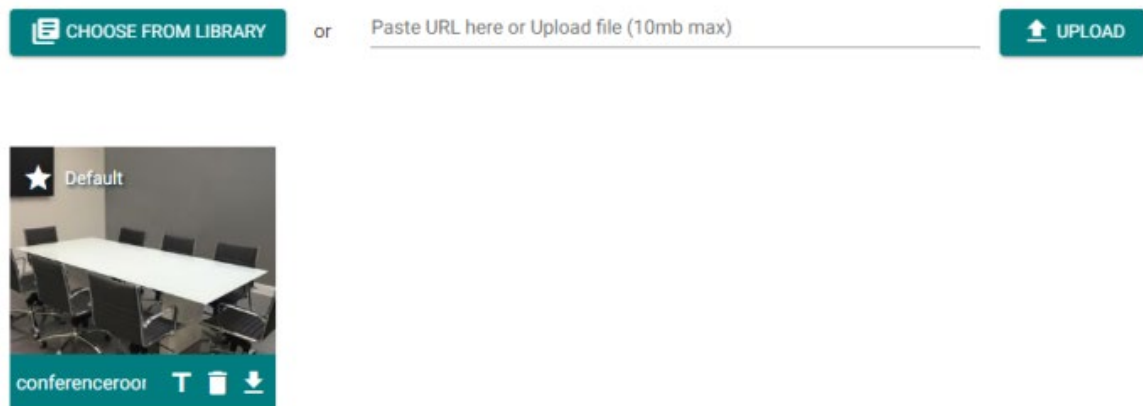 CHOOSE FROM LIBRARY or Paste URL here or Upload file (10mb max) UPLOAD
Default
conferenceroor T